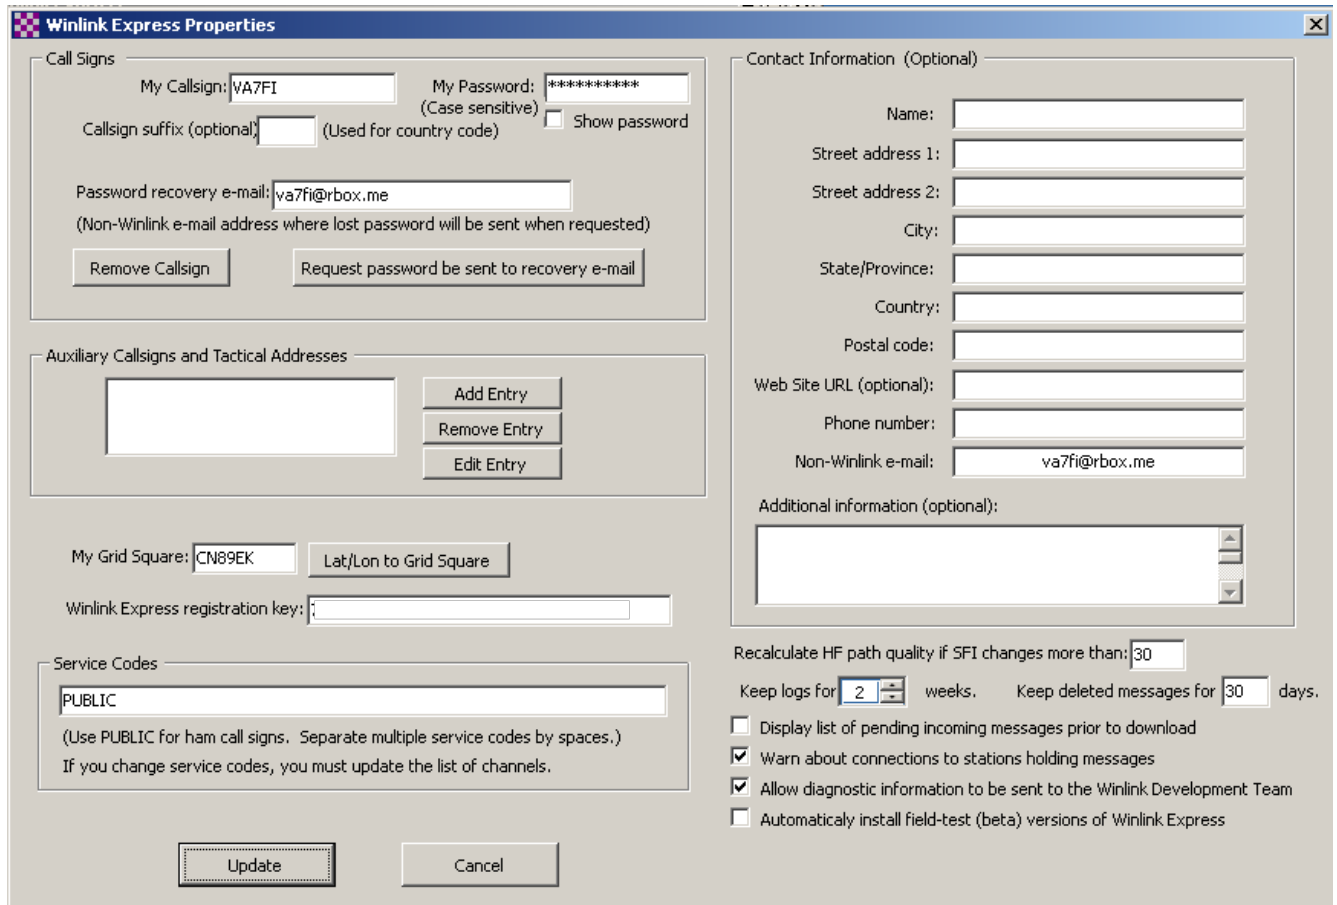 Winlink Express Properties
Call Signs
My Callsign: VA7FI
My Password: **********
(Case sensitive)
Show password
Callsign suffix (optional) (Used for country code)
Password recovery e-mail: va7fi@rbox.me
(Non-Winlink e-mail address where lost password will be sent when requested)
Remove Callsign
Request password be sent to recovery e-mail
Auxiliary Callsigns and Tactical Addresses
Add Entry
Remove Entry
Edit Entry
My Grid Square: CN89EK
Lat/Lon to Grid Square
Winlink Express registration key:
Service Codes
PUBLIC
(Use PUBLIC for ham call signs. Separate multiple service codes by spaces.)
If you change service codes, you must update the list of channels.
Update
Cancel
Contact Information (Optional)
Name:
Street address 1:
Street address 2:
City:
State/Province:
Country:
Postal code:
Web Site URL (optional):
Phone number:
Non-Winlink e-mail: va7fi@rbox.me
Additional information (optional):
Recalculate HF path quality if SFI changes more than: 30
Keep logs for 2 weeks. Keep deleted messages for 30 days.
Display list of pending incoming messages prior to download
Warn about connections to stations holding messages
Allow diagnostic information to be sent to the Winlink Development Team
Automaticaly install field-test (beta) versions of Winlink Express